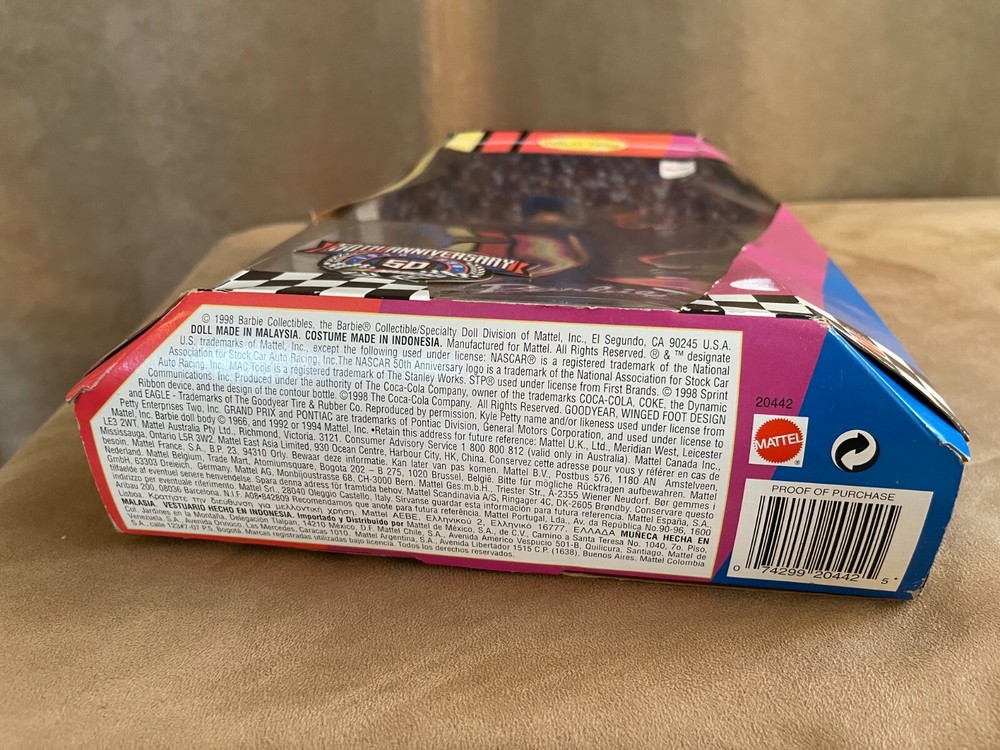 50TH ANNIVERSARY
50
© 1998 Barbie Collectibles, the Barbie® Collectible/Specialty Doll Division of Mattel, Inc., El Segundo, CA 90245 U.S.A.
DOLL MADE IN MALAYSIA. COSTUME MADE IN INDONESIA. Manufactured for Mattel. All Rights Reserved. ® & ™ designate
U.S. trademarks of Mattel, Inc., except the following used under license: NASCAR® is a registered trademark of the National
Association for Stock Car Auto Racing, Inc. The NASCAR 50th Anniversary logo is a trademark of the National Association for Stock Car
Auto Racing, Inc. MAC Tools is a registered trademark of The Stanley Works. STP® used under license from First Brands. © 1998 Sprint
Communications, Inc. Produced under the authority of The Coca-Cola Company, owner of the trademarks COCA-COLA, COKE, the Dynamic
Ribbon device, and the design of the contour bottle. ©1998 The Coca-Cola Company. All Rights Reserved. GOODYEAR, WINGED FOOT DESIGN
and EAGLE - Trademarks of The Goodyear Tire & Rubber Co. Reproduced by permission. Kyle Petty name and/or likeness used under license from
Petty Enterprises Two, Inc. GRAND PRIX and PONTIAC are trademarks of Pontiac Division, General Motors Corporation, and used under license to
Mattel, Inc. Barbie doll body © 1966, and 1992 or 1994 Mattel, Inc. •Retain this address for future reference: Mattel U.K., Ltd., Meridian West, Leicester
LE3 2WT. Mattel Australia Pty Ltd., Richmond, Victoria. 3121. Consumer Advisory Service 1 800 800 812 (valid only in Australia). Mattel Canada Inc.,
Mississauga, Ontario L5R 3W2. Mattel East Asia Limited, 930 Ocean Centre, Harbour City, HK, China. Conservez cette adresse pour vous y référer en cas de
besoin. Mattel France, S.A., B.P. 23, 94310 Orly. Bewaar deze informatie. Kan later van pas komen. Mattel B.V., Postbus 576, 1180 AN Amstelveen,
Nederland. Mattel Belgium, Trade Mart, Atomiumsquare, Bogota 202 - B 275, 1020 Brussel, België. Bitte für mögliche Rückfragen aufbewahren. Mattel
GmbH, 63303 Dreieich, Germany. Mattel AG, Monbijoustrasse 68, CH-3000 Bern. Mattel Ges.m.b.H., Triester Str., A-2355 Wiener Neudorf. Ber gemmes i
tilfælde af eventuel senere henvendelse. Spara denna adress för framtida behov. Mattel Scandinavia A/S, Ringager 4C, DK-2605 Brøndby. Conservare questo
indirizzo per eventuale riferimento. Mattel Srl, 28040 Oleggio Castello, Italy. Sírvanse guardar esta información para futura referencia. Mattel España, S.A.,
Aribau 200, 08036 Barcelona. N.I.F. A08-842809 Recomendamos que anote para futura referência. Mattel Portugal, Lda., Av. da República No.90-96, 1600
Lisboa. για μελλοντική χρηση. Mattel AEBE, Ελληνικού 2, Ελληνικο 16777, ΕΛΛΑΔΑ MUÑECA HECHA EN
MALASIA. VESTUARIO HECHO EN INDONESIA. Importado y Distribuido por Mattel de México, S.A., de C.V., Camino a Santa Teresa No. 1040, 7o. Piso,
Col. Jardines en la Montaña, Delegación Tlalpan, 14210 México, D.F. Mattel Chile, S.A., Avenida Americo Vespucio 501-B, Quilicura, Santiago. Mattel de
Venezuela, S.A., Avenida Orinoco, Las Mercedes, Caracas 1010. Mattel Argentina, S.A., Avenida Libertador 1515 C.P. (1638), Buenos Aires. Mattel Colombia
S.A., calle 123#7-07 P.5, Bogotá. Marcas registradas utilizadas bajo licencia. Todos los derechos reservados.
20442
MATTEL
PROOF OF PURCHASE
0 74299 20442 5